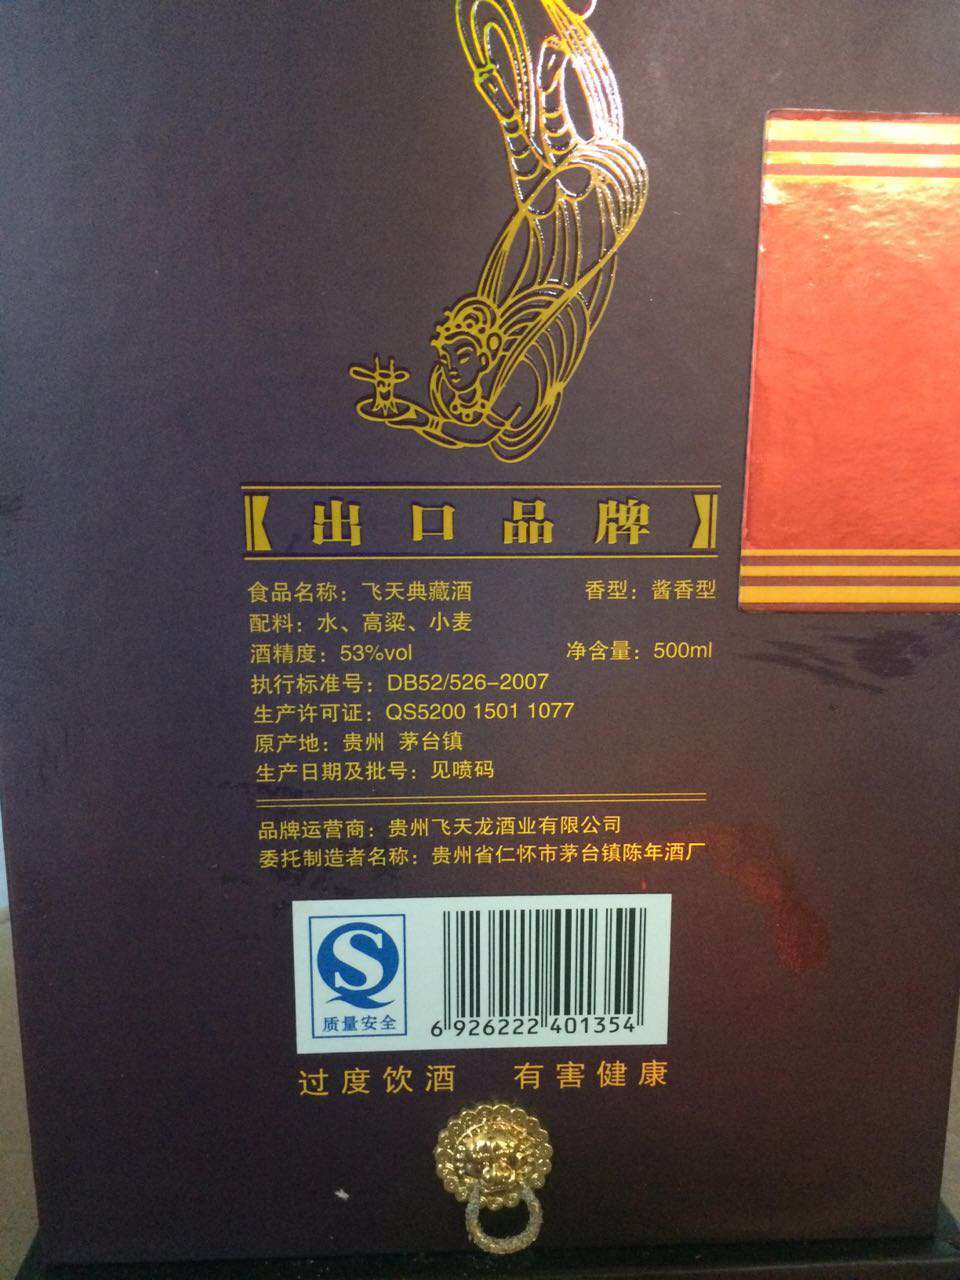 出口品牌
食品名称：飞天典藏酒 香型：酱香型
配料：水、高粱、小麦
酒精度：53%vol 净含量：500ml
执行标准号：DB52/526-2007
生产许可证：QS5200 1501 1077
原产地：贵州 茅台镇
生产日期及批号：见喷码
品牌运营商：贵州飞天龙酒业有限公司
委托制造者名称：贵州省仁怀市茅台镇陈年酒厂
QS
质量安全
6 926222 401354
过度饮酒 有害健康